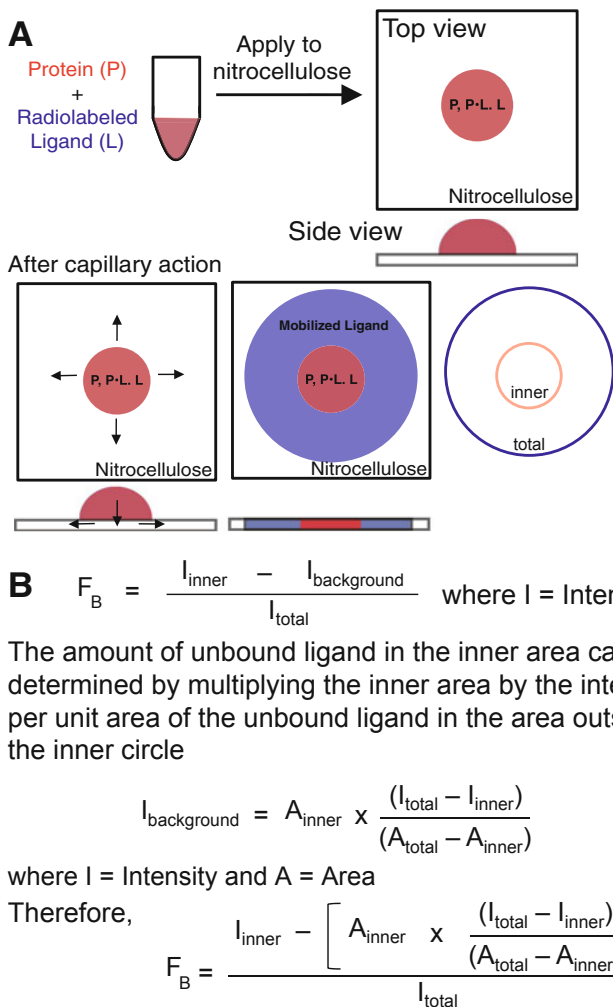 A
Protein (P)
+
Radiolabeled
Ligand (L)
Apply to
nitrocellulose
Top view
P, P•L. L
Nitrocellulose
Side view
After capillary action
P, P•L. L
Nitrocellulose
Mobilized Ligand
P, P•L. L
Nitrocellulose
inner
total
B F_B = (I_inner – I_background) / I_total where I = Inten
The amount of unbound ligand in the inner area ca
determined by multiplying the inner area by the inte
per unit area of the unbound ligand in the area outs
the inner circle
I_background = A_inner x (I_total – I_inner) / (A_total – A_inner)
where I = Intensity and A = Area
Therefore,
F_B = I_inner – [ A_inner x (I_total – I_inner) / (A_total – A_inner / I_total